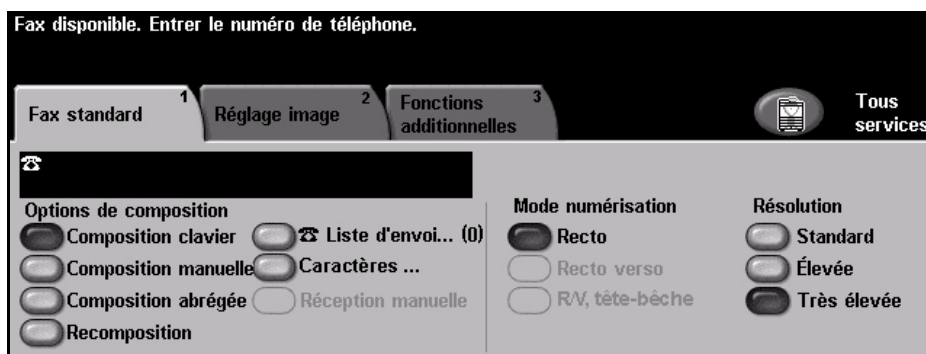 Fax disponible. Entrer le numéro de téléphone.
Fax standard 1
Réglage image 2
Fonctions additionnelles 3
Tous services
☎
Options de composition
Composition clavier
Composition manuelle
Composition abrégée
Recomposition
☎ Liste d'envoi... (0)
Caractères ...
Réception manuelle
Mode numérisation
Recto
Recto verso
R/V, tête-bêche
Résolution
Standard
Élevée
Très élevée